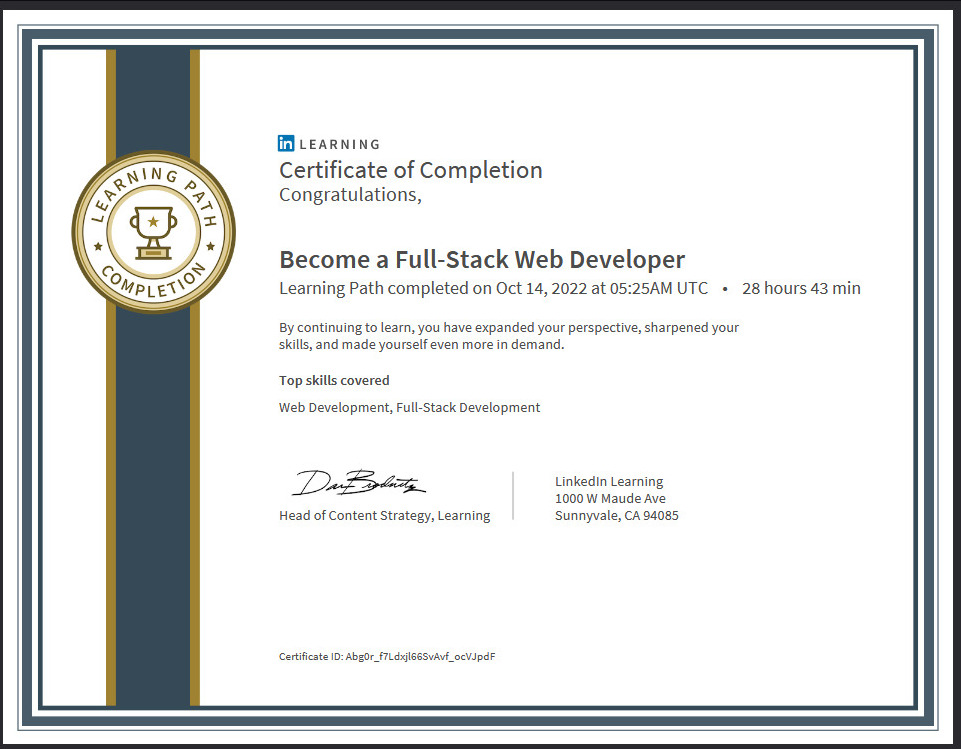 LEARNING PATH
COMPLETION
in LEARNING
Certificate of Completion
Congratulations,
Become a Full-Stack Web Developer
Learning Path completed on Oct 14, 2022 at 05:25AM UTC • 28 hours 43 min
By continuing to learn, you have expanded your perspective, sharpened your
skills, and made yourself even more in demand.
Top skills covered
Web Development, Full-Stack Development
Head of Content Strategy, Learning
LinkedIn Learning
1000 W Maude Ave
Sunnyvale, CA 94085
Certificate ID: Abg0r_f7Ldxjl66SvAvf_ocVJpdF